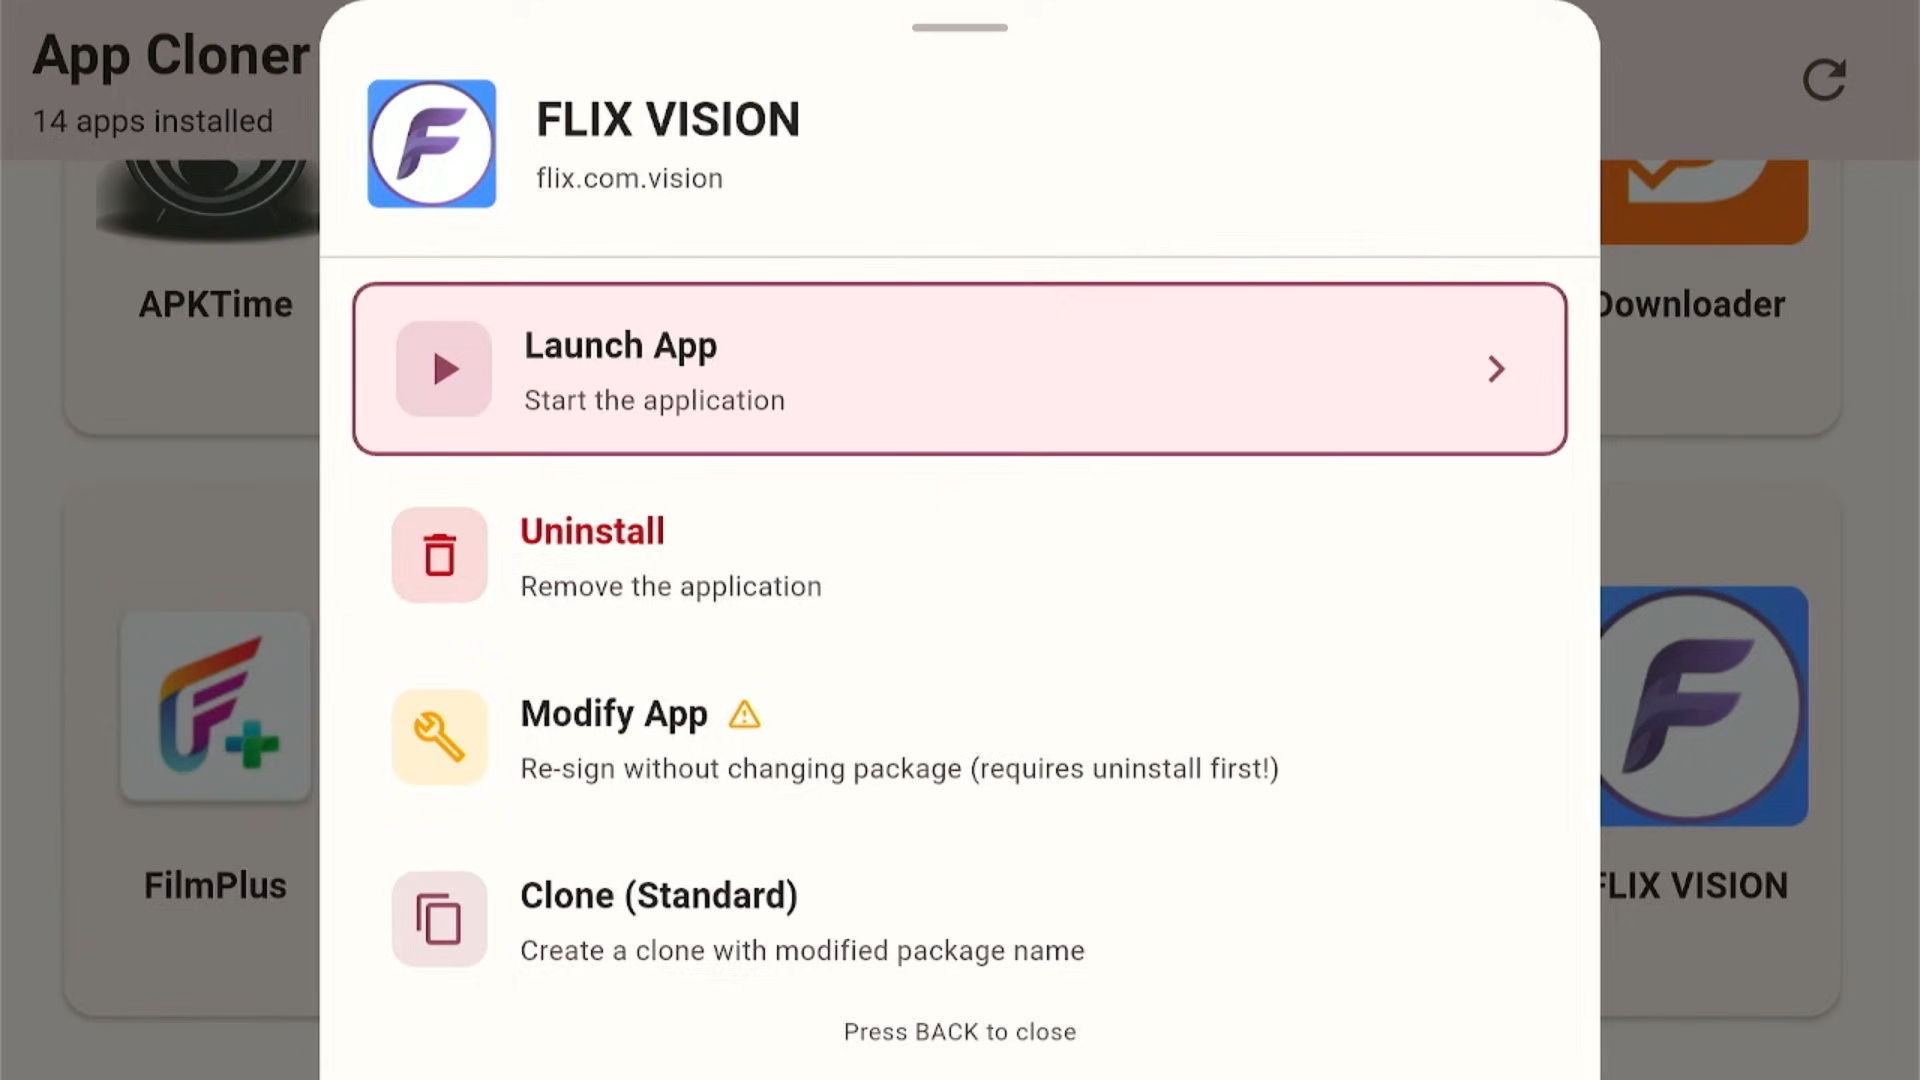 App Cloner
14 apps installed
FLIX VISION
flix.com.vision
APKTime
Downloader
Launch App
Start the application
Uninstall
Remove the application
Modify App
Re-sign without changing package (requires uninstall first!)
FilmPlus
FLIX VISION
Clone (Standard)
Create a clone with modified package name
Press BACK to close